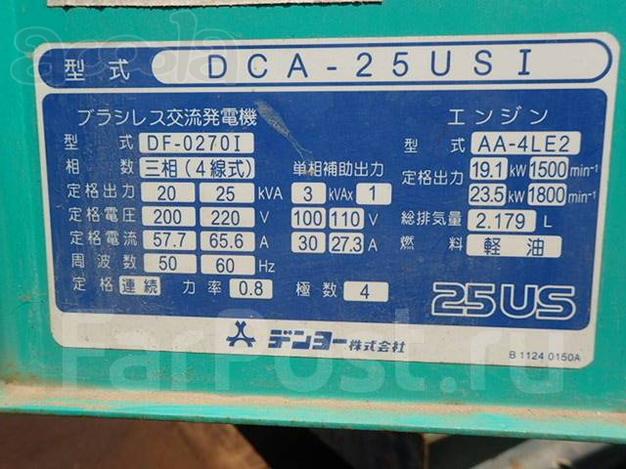 型式 DCA-25USI
ブラシレス交流発電機
型式 DF-0270I
相数 三相(4線式) 単相補助出力
定格出力 20 25 kVA 3 kVAx 1
定格電圧 200 220 V 100 110 V
定格電流 57.7 65.6 A 30 27.3 A
周波数 50 60 Hz
定格 連続 力率 0.8 極数 4
エンジン
型式 AA-4LE2
定格出力 19.1 kW 1500 min⁻¹
23.5 kW 1800 min⁻¹
総排気量 2.179 L
燃料 軽油
25US
デンヨー株式会社
B 1124 0150A
FarPost.ru